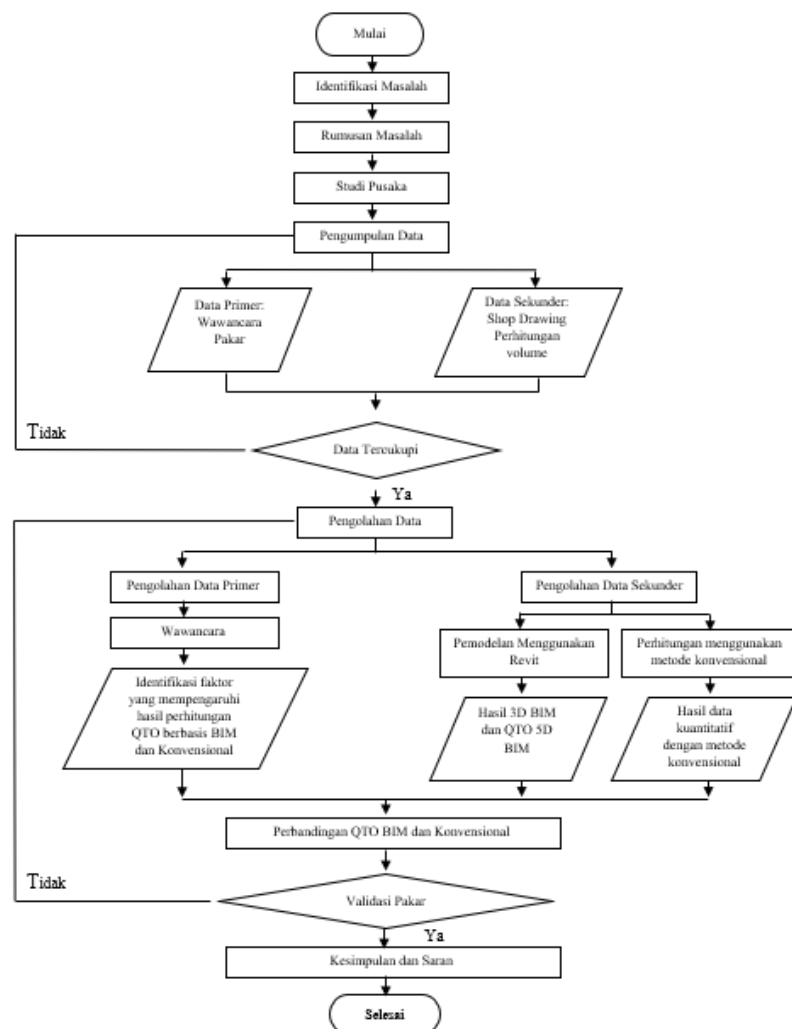 Mulai
Identifikasi Masalah
Rumusan Masalah
Studi Pusaka
Pengumpulan Data
Data Primer:
Wawancara
Pakar
Data Sekunder:
Shop Drawing
Perhitungan
volume
Tidak
Data Tercukupi
Ya
Pengolahan Data
Pengolahan Data Primer
Pengolahan Data Sekunder
Wawancara
Pemodelan Menggunakan
Revit
Perhitungan menggunakan
metode konvensional
Identifikasi faktor
yang mempengaruhi
hasil perhitungan
QTO berbasis BIM
dan Konvensional
Hasil 3D BIM
dan QTO 5D
BIM
Hasil data
kuantitatif
dengan metode
konvensional
Perbandingan QTO BIM dan Konvensional
Tidak
Validasi Pakar
Ya
Kesimpulan dan Saran
Selesai